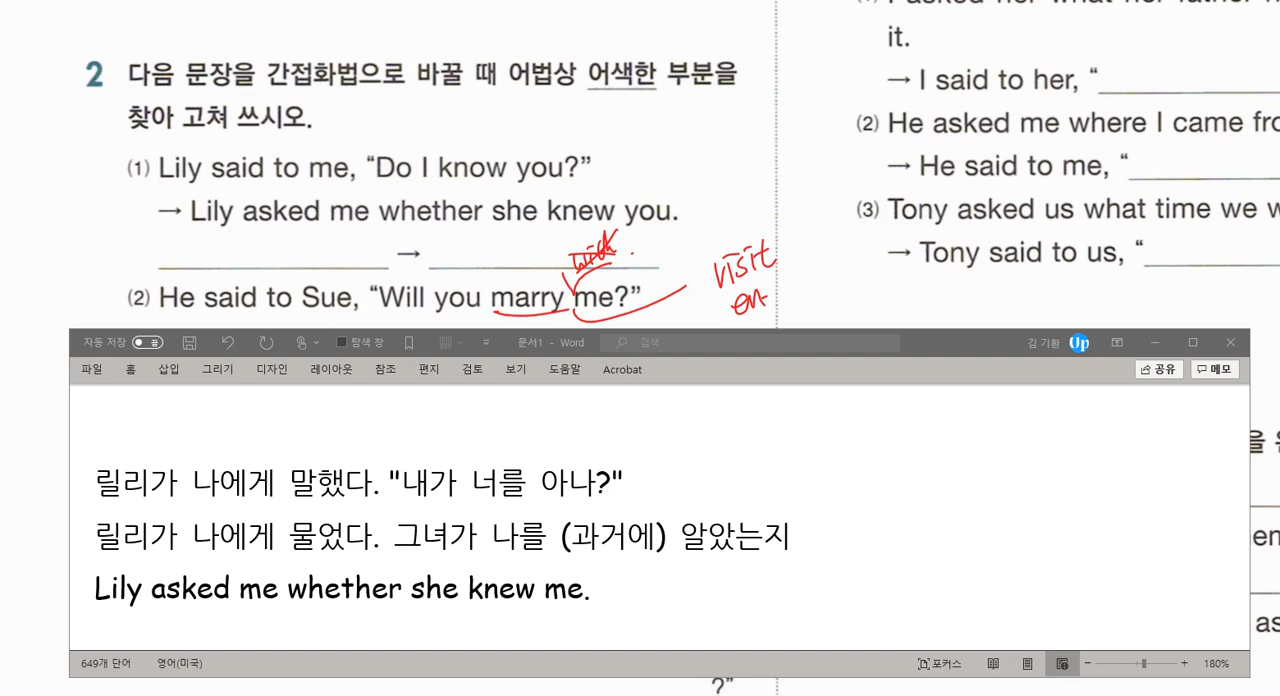 2 다음 문장을 간접화법으로 바꿀 때 어법상 어색한 부분을
찾아 고쳐 쓰시오.
(1) Lily said to me, “Do I know you?”
→ Lily asked me whether she knew you.
→
with
(2) He said to Sue, “Will you marry me?”
visit
on
it.
→ I said to her, “
(2) He asked me where I came
→ He said to me, “
(3) Tony asked us what time we
→ Tony said to us, “
자동 저장 끔 탐색 창 문서1 - Word 검색 김 기환 Up
파일 홈 삽입 그리기 디자인 레이아웃 참조 편지 검토 보기 도움말 Acrobat 공유 메모
릴리가 나에게 말했다. "내가 너를 아나?"
릴리가 나에게 물었다. 그녀가 나를 (과거에) 알았는지
Lily asked me whether she knew me.
649개 단어 영어(미국) 포커스 180%
en
as
?”